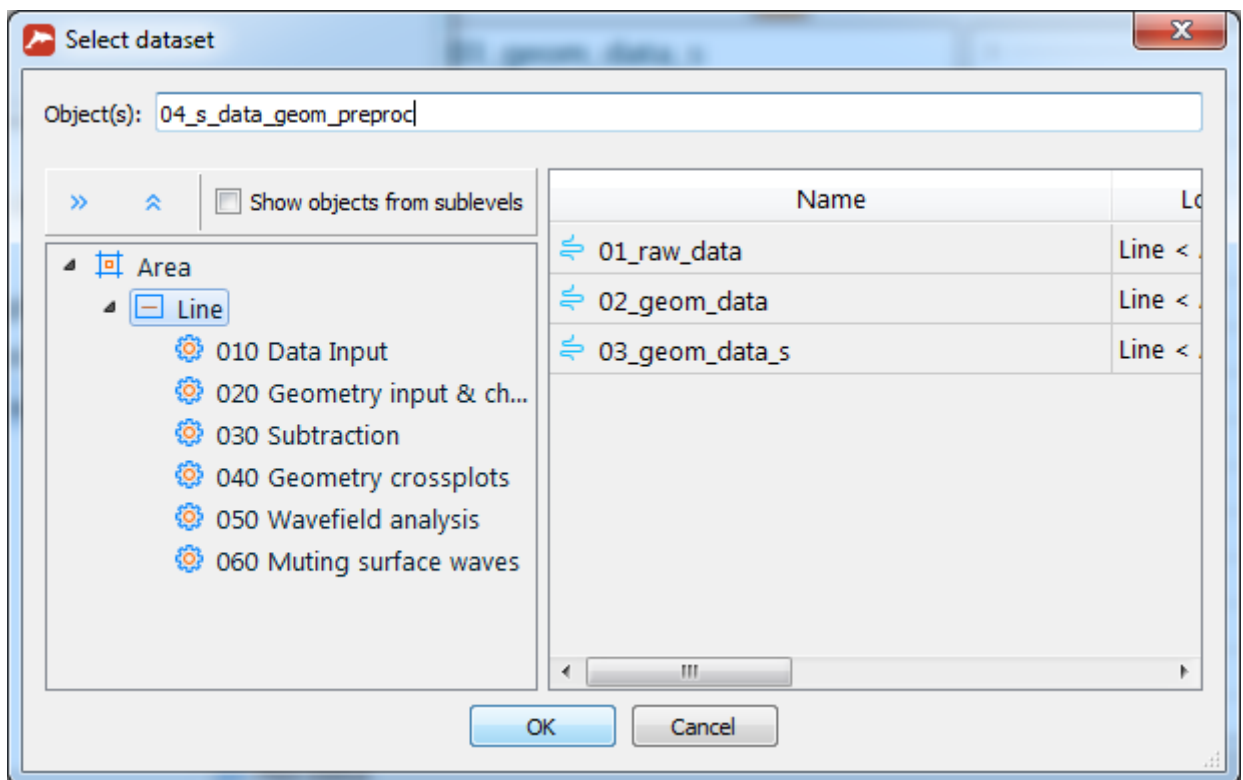 Select dataset
Object(s): 04_s_data_geom_preproc
Show objects from sublevels
Area
Line
010 Data Input
020 Geometry input & ch...
030 Subtraction
040 Geometry crossplots
050 Wavefield analysis
060 Muting surface waves
Name Lo
01_raw_data Line < .
02_geom_data Line < .
03_geom_data_s Line < .
OK Cancel